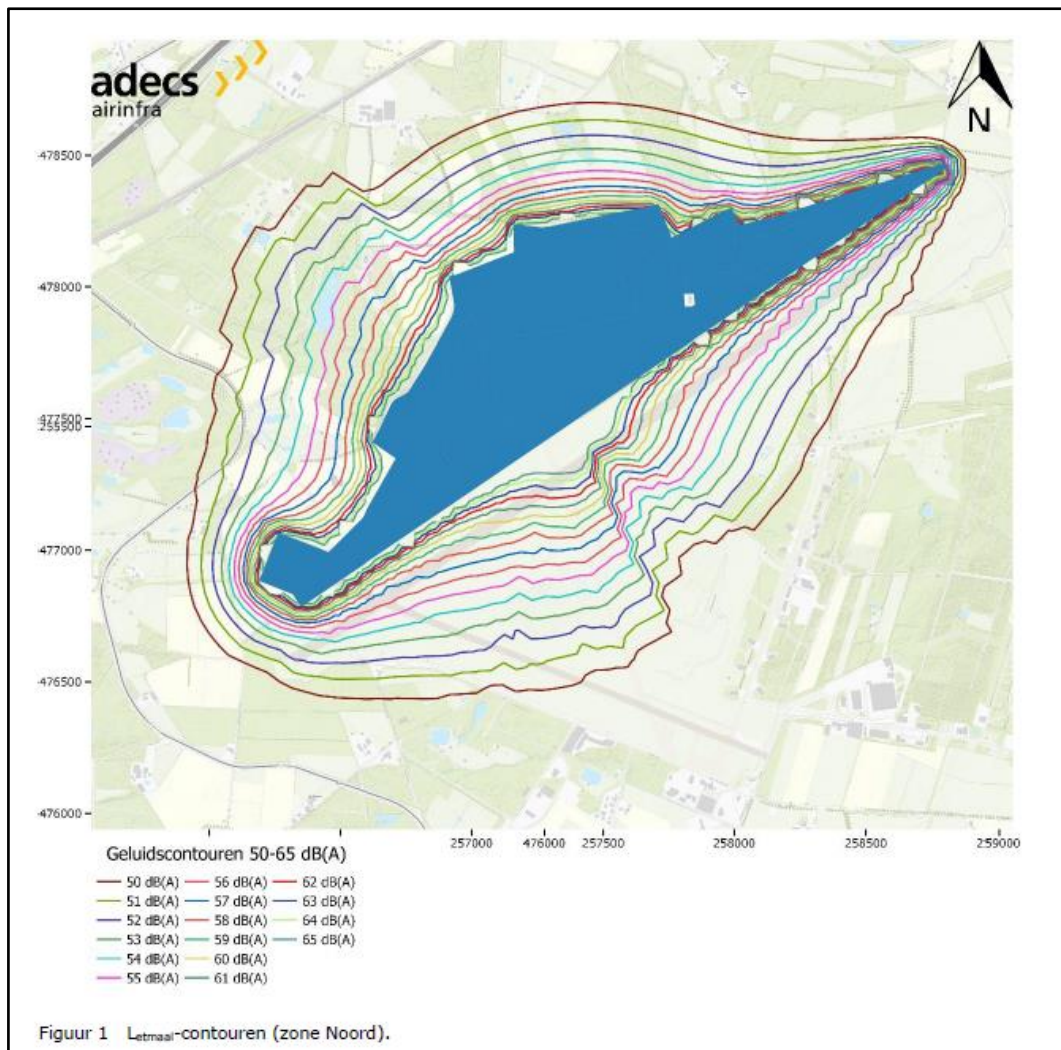 adecs
airinfra
N
478500
478000
477500
255500
477000
476500
476000
257000
476000
257500
258000
258500
259000
Geluidscontouren 50-65 dB(A)
50 dB(A) 56 dB(A) 62 dB(A)
51 dB(A) 57 dB(A) 63 dB(A)
52 dB(A) 58 dB(A) 64 dB(A)
53 dB(A) 59 dB(A) 65 dB(A)
54 dB(A) 60 dB(A)
55 dB(A) 61 dB(A)
Figuur 1 Letmaal-contouren (zone Noord).